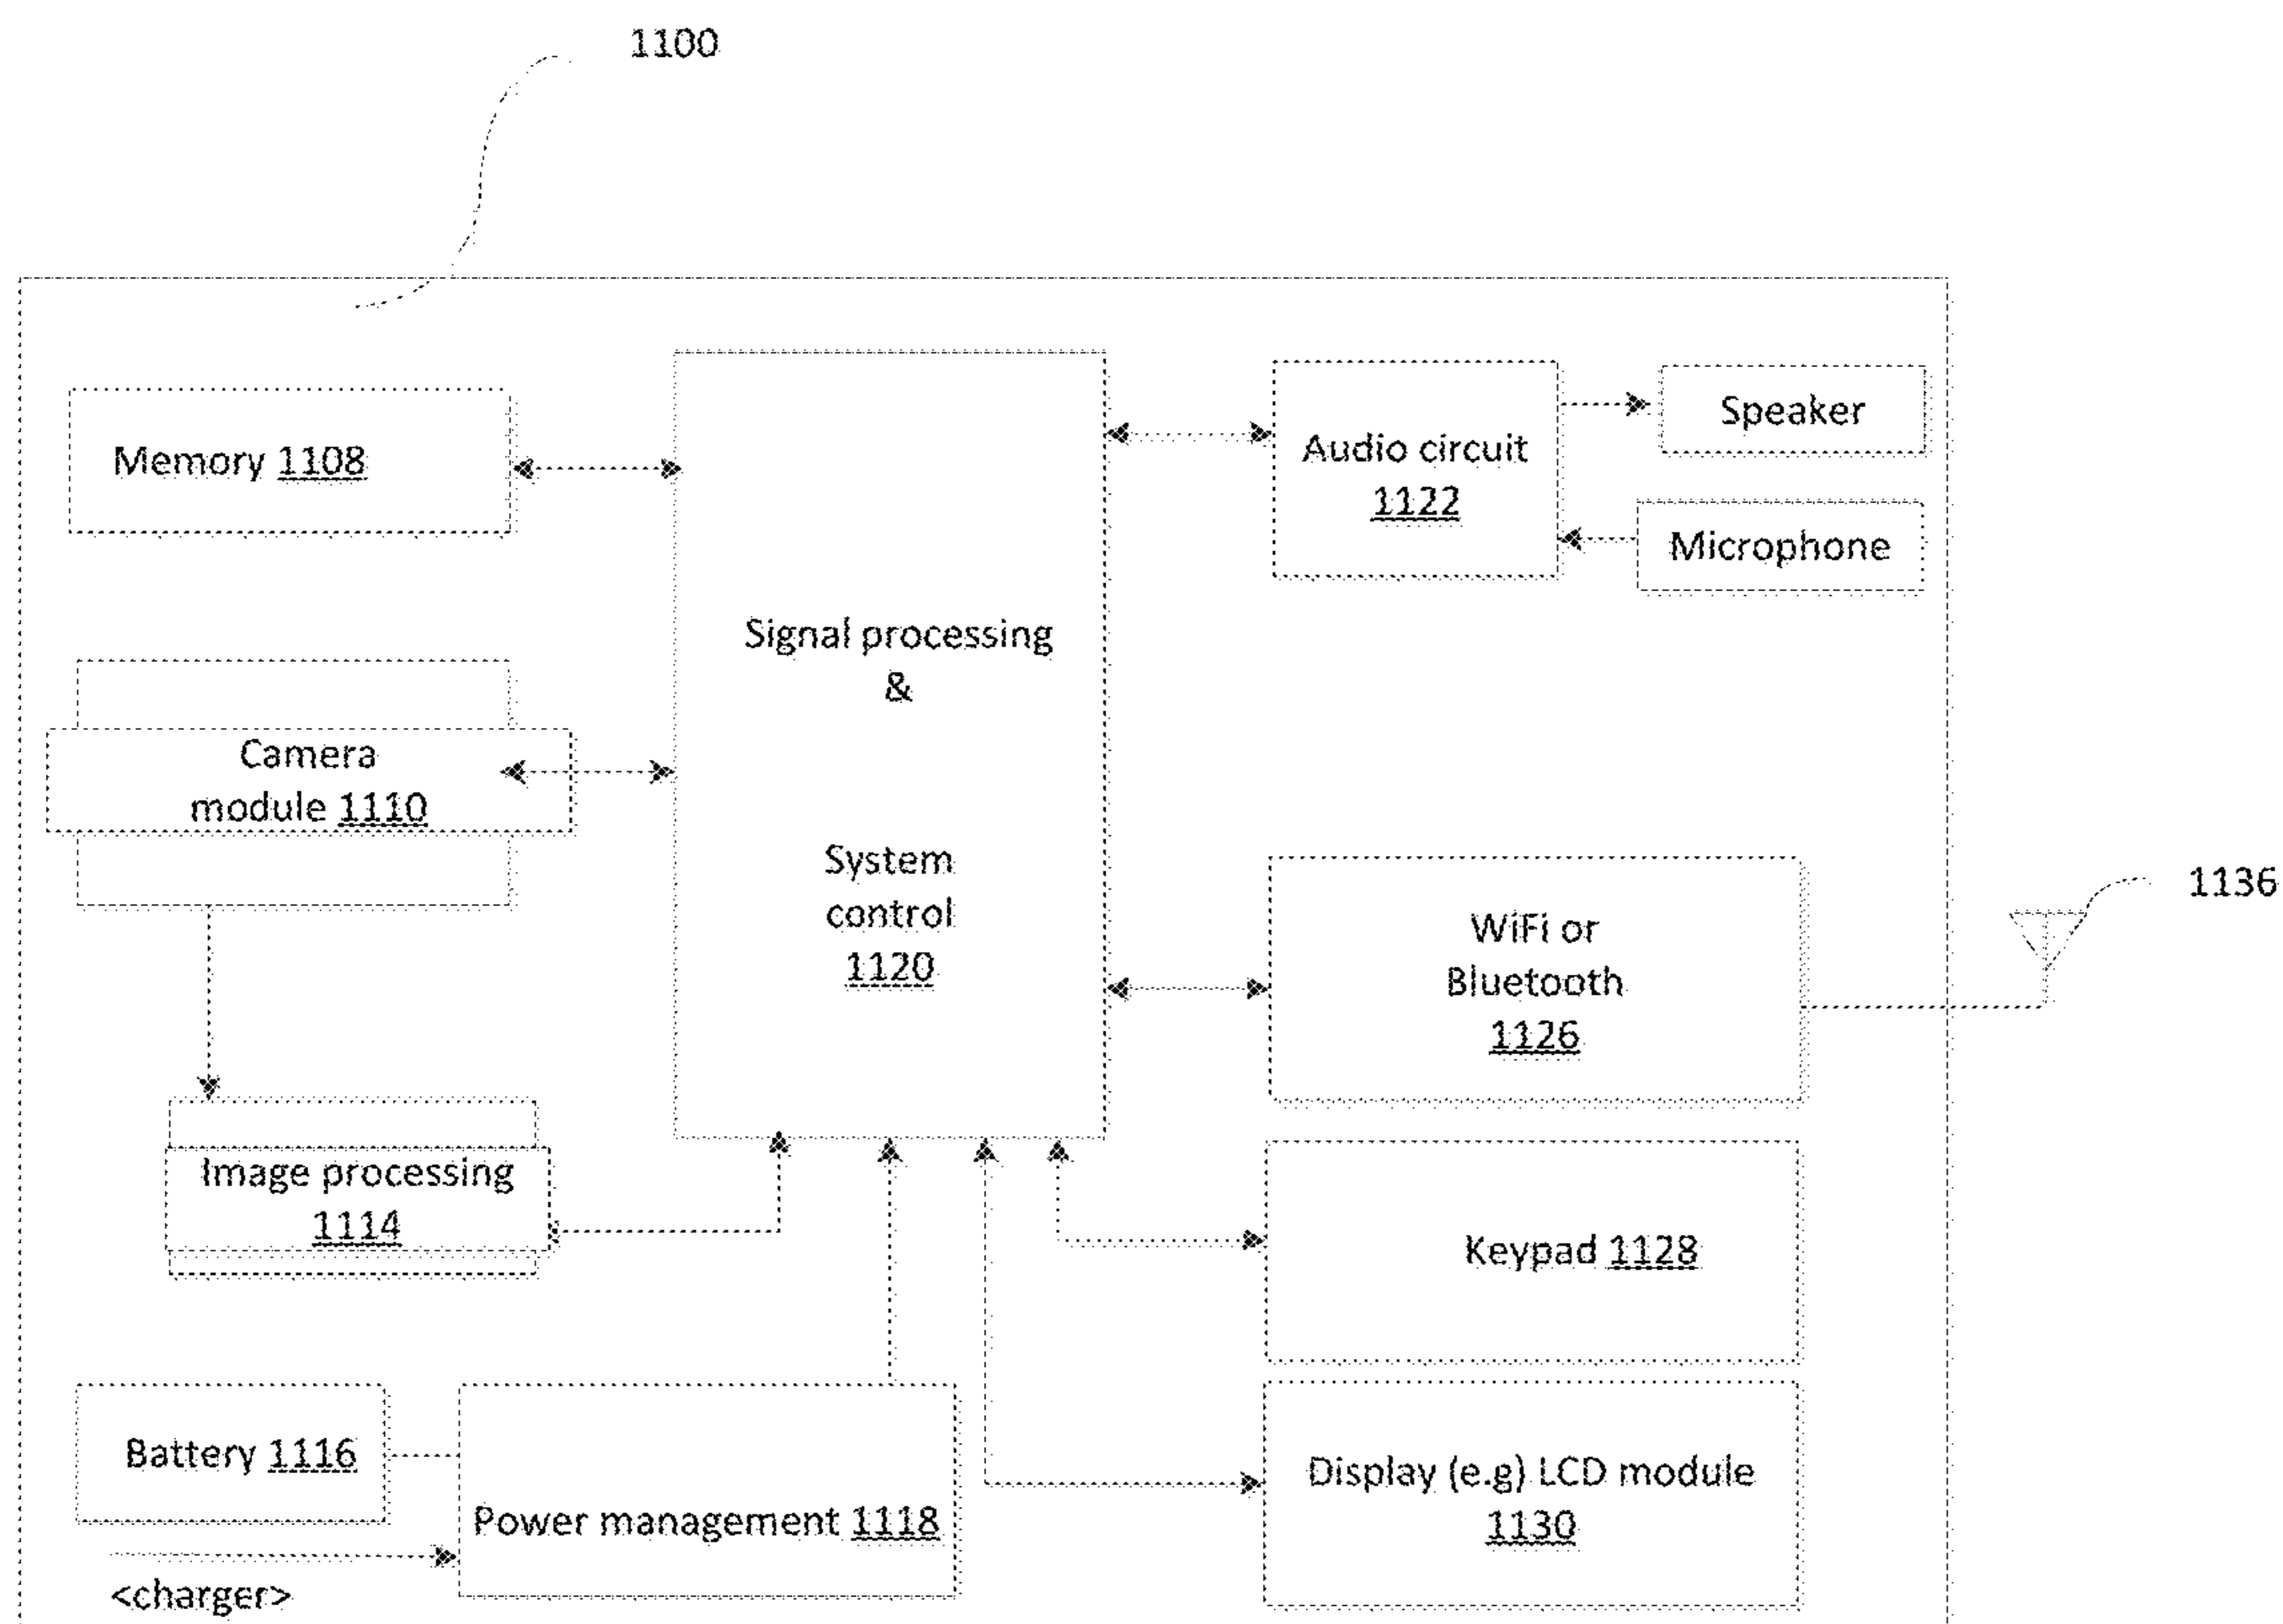 1100
Memory 1108
Signal processing
&
System
control
1120
Audio circuit
1122
Speaker
Microphone
Camera
module 1110
WiFi or
Bluetooth
1126
1136
Image processing
1114
Keypad 1128
Battery 1116
Power management 1118
<charger>
Display (e.g) LCD module
1130